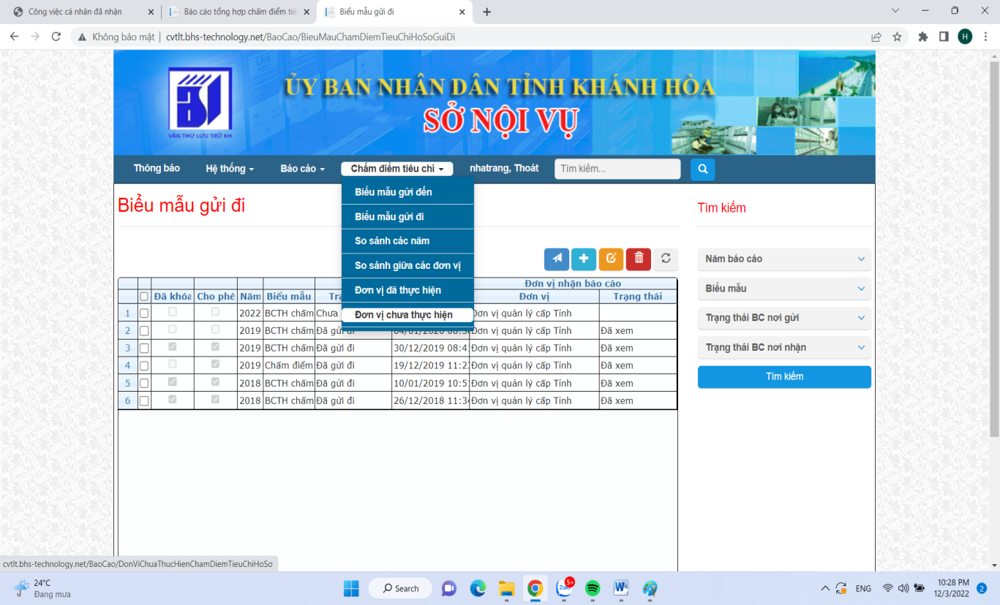 Công việc cá nhân đã nhận
Báo cáo tổng hợp chấm điểm tiê
Biểu mẫu gửi đi
Không bảo mật | cvtlt.bhs-technology.net/BaoCao/BieuMauChamDiemTieuChiHoSoGuiDi
H
ỦY BAN NHÂN DÂN TỈNH KHÁNH HÒA
SỞ NỘI VỤ
VĂN THƯ LƯU TRỮ KH
Thông báo Hệ thống Báo cáo Chấm điểm tiêu chí nhatrang, Thoát Tìm kiếm...
Biểu mẫu gửi đến
Biểu mẫu gửi đi
So sánh các năm
So sánh giữa các đơn vị
Đơn vị đã thực hiện
Đơn vị chưa thực hiện
Biểu mẫu gửi đi
Đơn vị nhận báo cáo
Đã khóa Cho phé Năm Biểu mẫu Trạ Đơn vị Trạng thái
1 2022 BCTH chấm Chưa Đơn vị quản lý cấp Tỉnh
2 2019 BCTH chấm Đã gửi đi Đơn vị quản lý cấp Tỉnh Đã xem
3 2019 BCTH chấm Đã gửi đi 30/12/2019 08:41 Đơn vị quản lý cấp Tỉnh Đã xem
4 2019 Chấm điểm Đã gửi đi 19/12/2019 11:2 Đơn vị quản lý cấp Tỉnh Đã xem
5 2018 BCTH chấm Đã gửi đi 10/01/2019 10:5 Đơn vị quản lý cấp Tỉnh Đã xem
6 2018 BCTH chấm Đã gửi đi 26/12/2018 11:3 Đơn vị quản lý cấp Tỉnh Đã xem
Tìm kiếm
Năm báo cáo
Biểu mẫu
Trạng thái BC nơi gửi
Trạng thái BC nơi nhận
Tìm kiếm
cvtlt.bhs-technology.net/BaoCao/DonViChuaThucHienChamDiemTieuChiHoSo
24°C
Đang mưa
Search
Zalo
5+
W
ENG
10:28 PM
12/3/2022
2